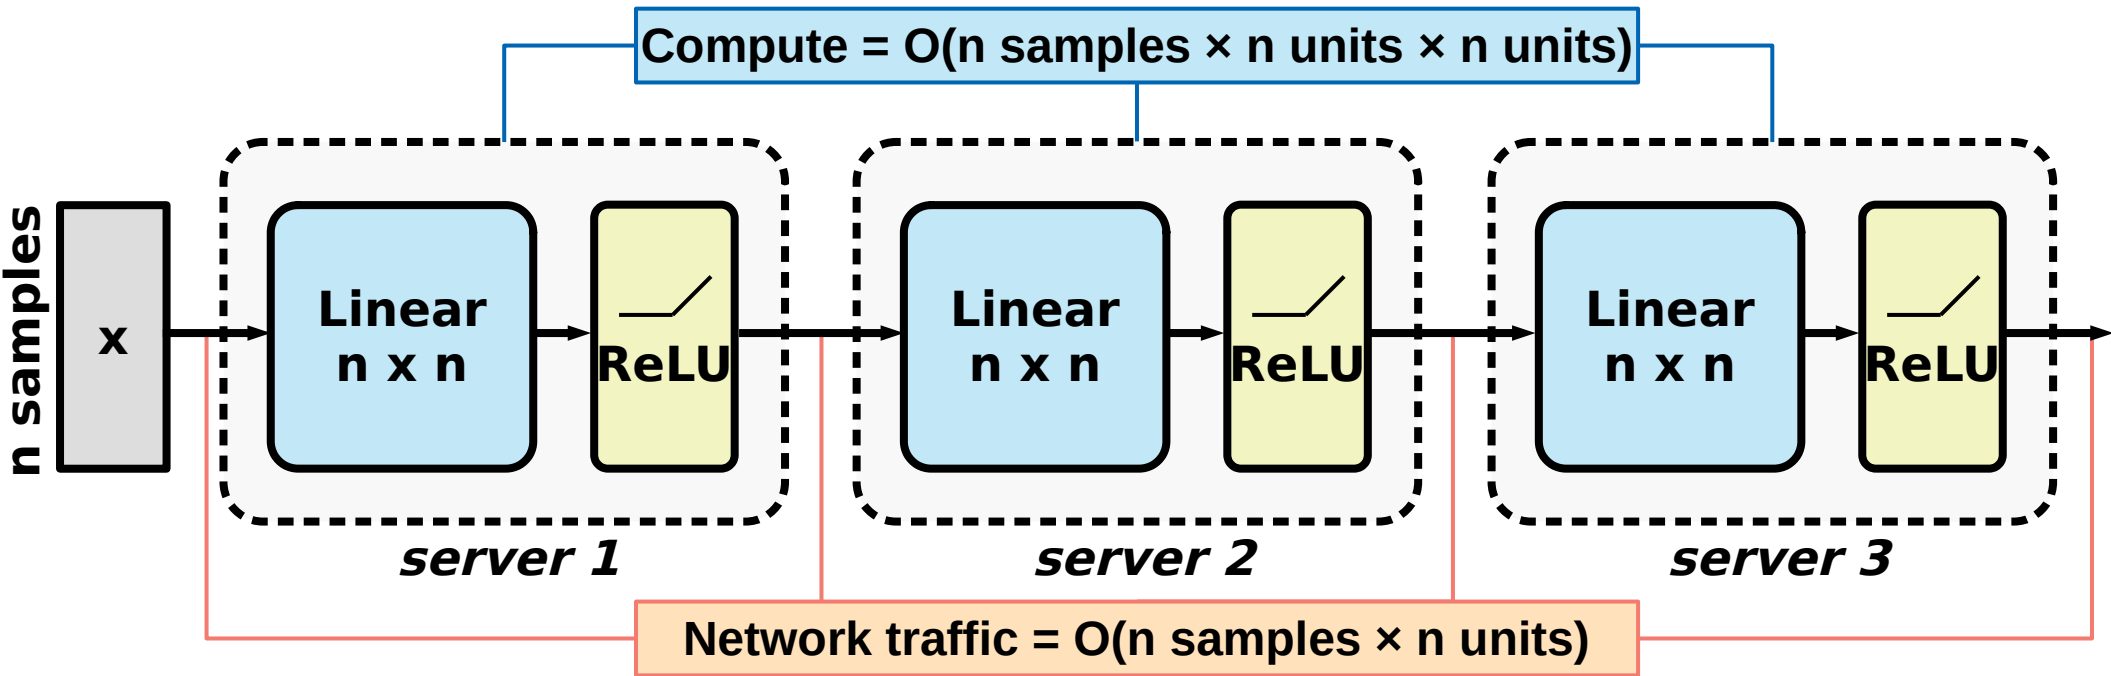 Compute = O(n samples × n units × n units)
n samples
x
Linear
n x n
ReLU
Linear
n x n
ReLU
Linear
n x n
ReLU
server 1
server 2
server 3
Network traffic = O(n samples × n units)